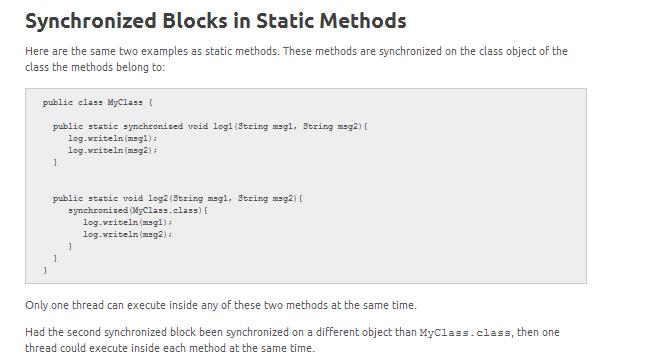 Synchronized Blocks in Static Methods
Here are the same two examples as static methods. These methods are synchronized on the class object of the
class the methods belong to:
public class MyClass {
public static synchronized void log1(String msg1, String msg2){
log.writeln(msg1);
log.writeln(msg2);
}
public static void log2(String msg1, String msg2){
synchronized(MyClass.class){
log.writeln(msg1);
log.writeln(msg2);
}
}
}
Only one thread can execute inside any of these two methods at the same time.
Had the second synchronized block been synchronized on a different object than MyClass.class, then one
thread could execute inside each method at the same time.